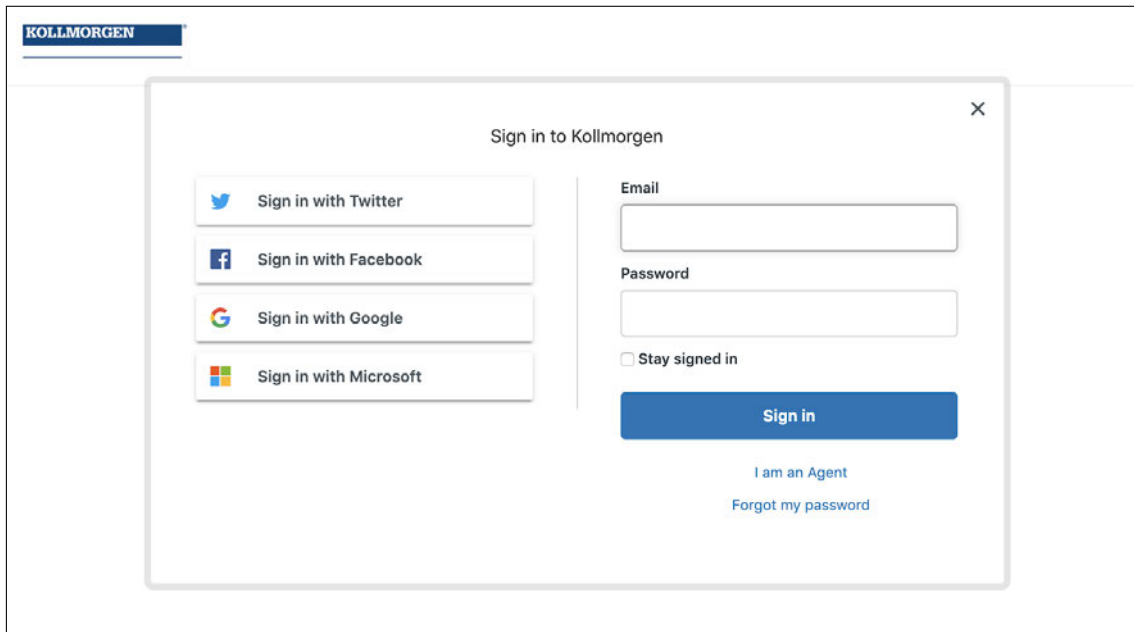 KOLLMORGEN®
Sign in to Kollmorgen
Sign in with Twitter
Sign in with Facebook
Sign in with Google
Sign in with Microsoft
Email
Password
Stay signed in
Sign in
I am an Agent
Forgot my password